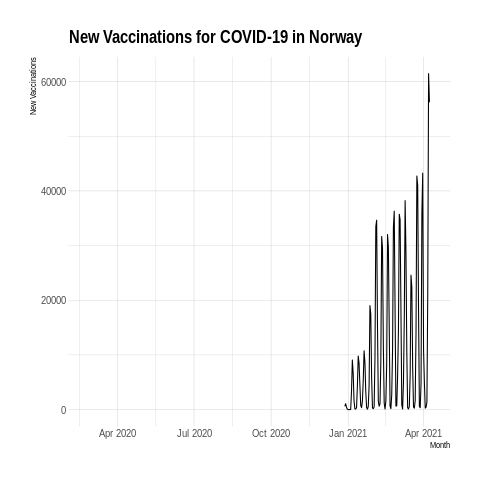 New Vaccinations for COVID-19 in Norway
New Vaccinations
60000
40000
20000
0
Apr 2020 Jul 2020 Oct 2020 Jan 2021 Apr 2021
Month